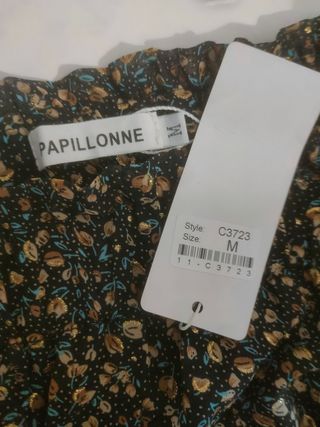 PAPILLONNE
Style: C3723
Size: M
11-C3723